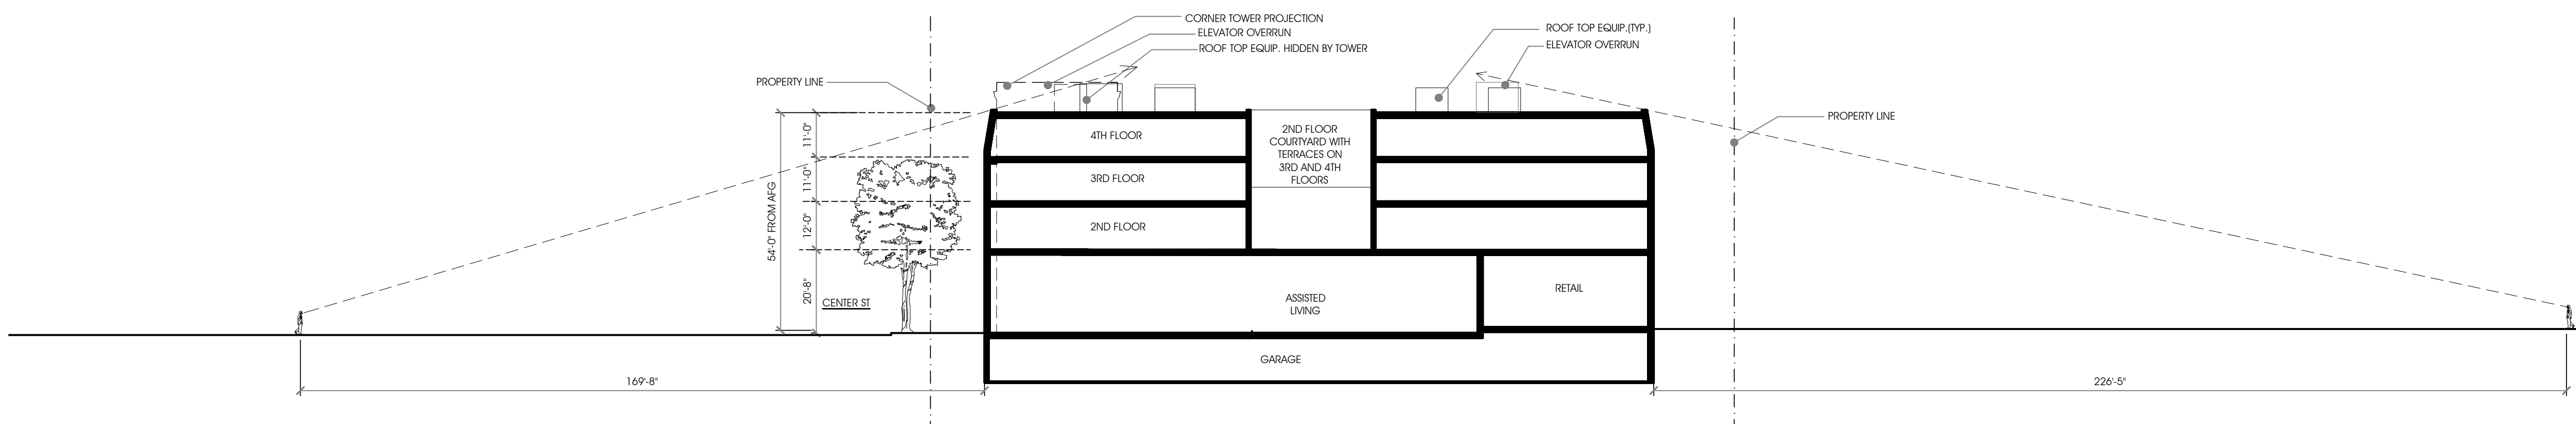 CORNER TOWER PROJECTION
ELEVATOR OVERRUN
ROOF TOP EQUIP. HIDDEN BY TOWER
ROOF TOP EQUIP.(TYP.)
ELEVATOR OVERRUN
PROPERTY LINE
PROPERTY LINE
54'-0" FROM AFG
11'-0"
11'-0"
12'-0"
20'-8"
CENTER ST
4TH FLOOR
3RD FLOOR
2ND FLOOR
2ND FLOOR
COURTYARD WITH
TERRACES ON
3RD AND 4TH
FLOORS
ASSISTED
LIVING
RETAIL
GARAGE
169'-8"
226'-5"